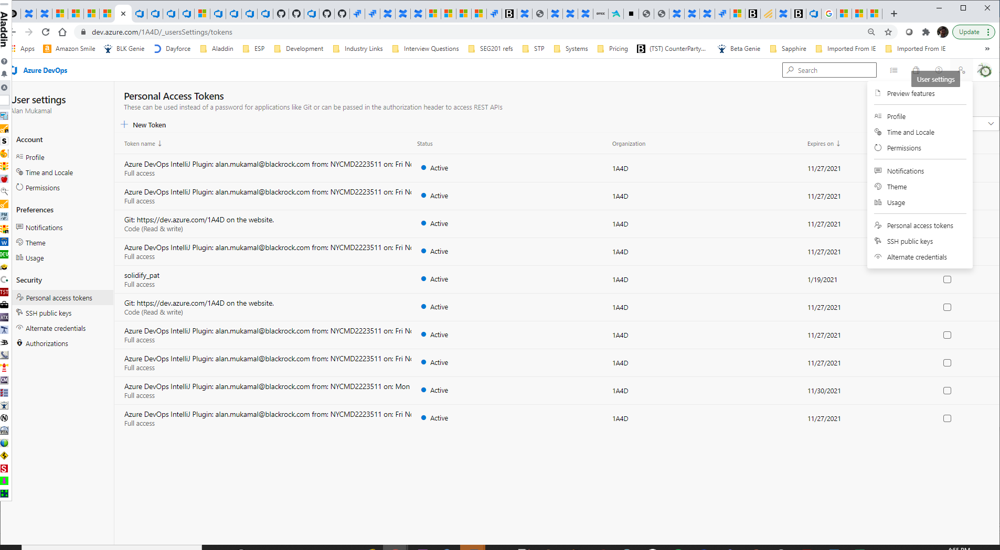 Aladdin.
DTCC
dev.azure.com/1A4D/_usersSettings/tokens
Update
Apps
Amazon Smile
BLK Genie
Dayforce
Aladdin
ESP
Development
Industry Links
Interview Questions
SEG201 refs
STP
Systems
Pricing
(TST) CounterParty...
Beta Genie
Sapphire
Imported From IE
Imported From IE
»
Azure DevOps
Search
User settings
User settings
Alan Mukamal
Account
Profile
Time and Locale
Permissions
Preferences
Notifications
Theme
Usage
Security
Personal access tokens
SSH public keys
Alternate credentials
Authorizations
Personal Access Tokens
These can be used instead of a password for applications like Git or can be passed in the authorization header to access REST APIs
New Token
Token name ↓ Status Organization Expires on ↓
Azure DevOps IntelliJ Plugin: alan.mukamal@blackrock.com from: NYCMD2223511 on: Fri No Active 1A4D 11/27/2021
Full access
Azure DevOps IntelliJ Plugin: alan.mukamal@blackrock.com from: NYCMD2223511 on: Fri No Active 1A4D 11/27/2021
Full access
Git: https://dev.azure.com/1A4D on the website. Active 1A4D 11/27/2021
Code (Read & write)
Azure DevOps IntelliJ Plugin: alan.mukamal@blackrock.com from: NYCMD2223511 on: Fri No Active 1A4D 11/27/2021
Full access
solidify_pat Active 1A4D 1/19/2021
Full access
Git: https://dev.azure.com/1A4D on the website. Active 1A4D 11/27/2021
Code (Read & write)
Azure DevOps IntelliJ Plugin: alan.mukamal@blackrock.com from: NYCMD2223511 on: Fri No Active 1A4D 11/27/2021
Full access
Azure DevOps IntelliJ Plugin: alan.mukamal@blackrock.com from: NYCMD2223511 on: Fri No Active 1A4D 11/27/2021
Full access
Azure DevOps IntelliJ Plugin: alan.mukamal@blackrock.com from: NYCMD2223511 on: Mon Active 1A4D 11/30/2021
Full access
Azure DevOps IntelliJ Plugin: alan.mukamal@blackrock.com from: NYCMD2223511 on: Fri No Active 1A4D 11/27/2021
Full access
Preview features
Profile
Time and Locale
Permissions
Notifications
Theme
Usage
Personal access tokens
SSH public keys
Alternate credentials
S
PM
W
DEV
TST
ATX
CM
PTA
S
4:55 PM